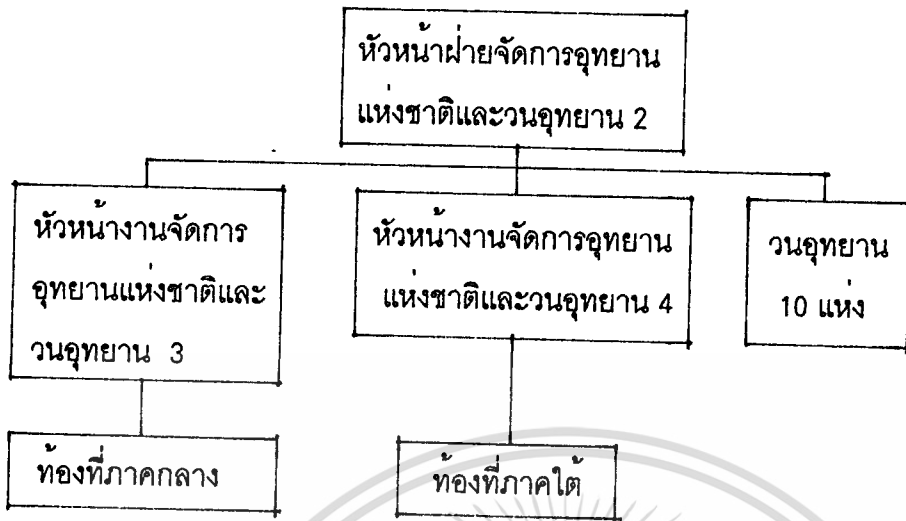 หัวหน้าฝ่ายจัดการอุทยาน
แห่งชาติและวนอุทยาน 2
หัวหน้างานจัดการ
อุทยานแห่งชาติและ
วนอุทยาน 3
หัวหน้างานจัดการอุทยาน
แห่งชาติและวนอุทยาน 4
วนอุทยาน
10 แห่ง
ท้องที่ภาคกลาง
ท้องที่ภาคใต้